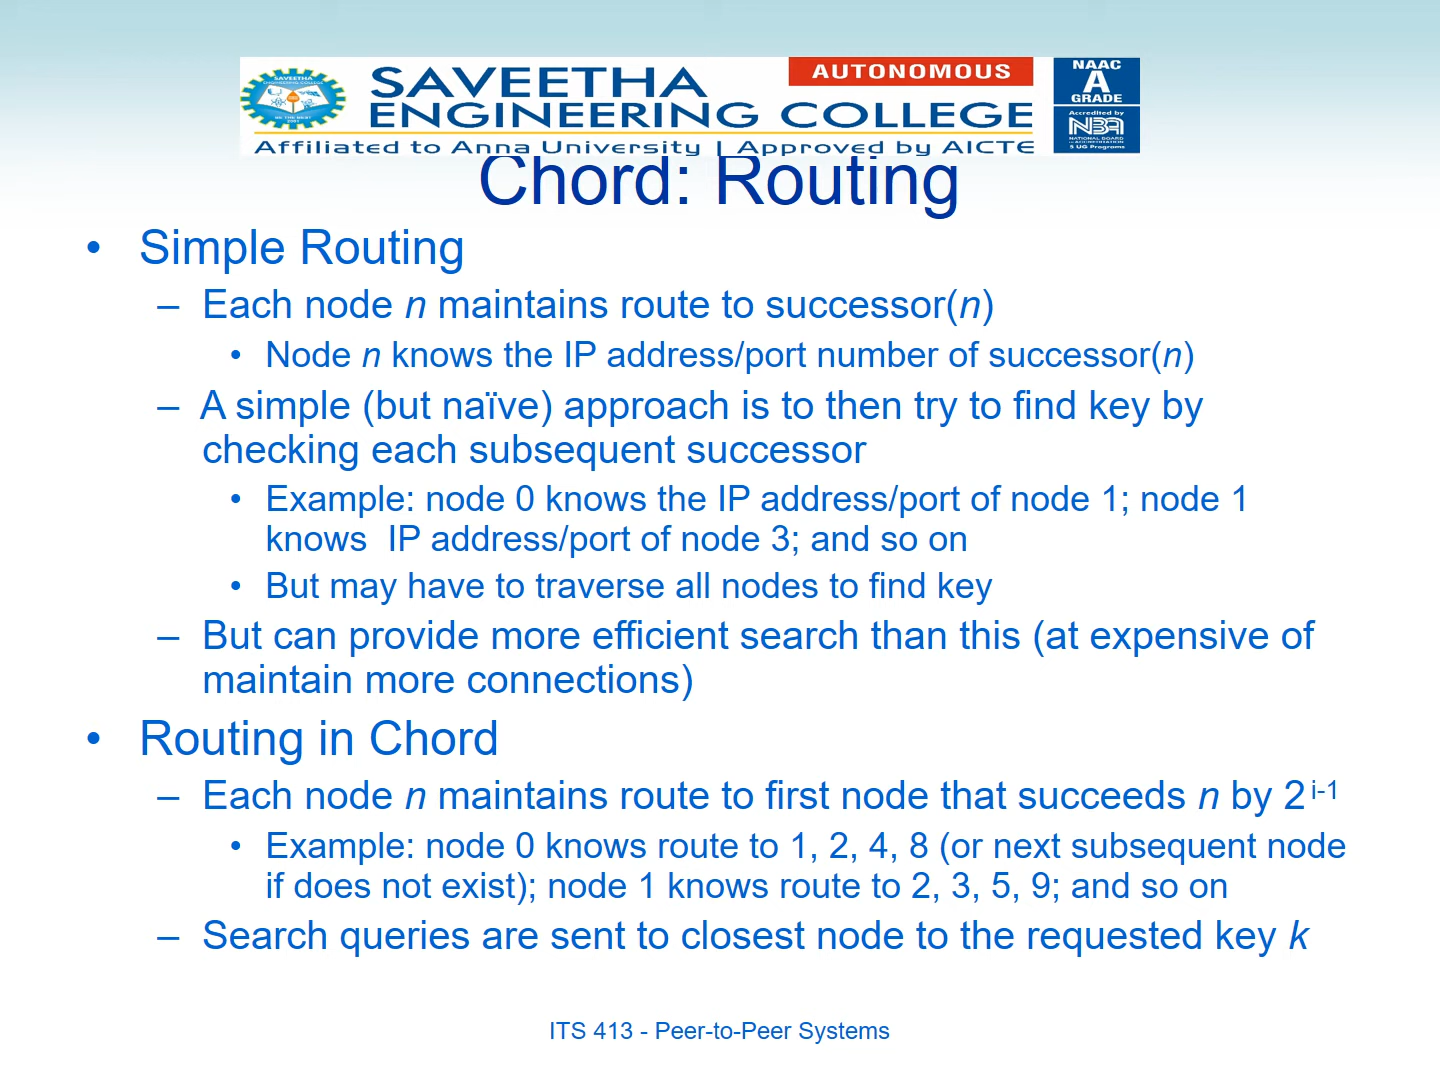 SAVEETHA
AUTONOMOUS
ENGINEERING COLLEGE
Affiliated to Anna University | Approved by AICTE
NAAC
A
GRADE
Accredited by
NBA
NATIONAL BOARD
OF ACCREDITATION
5 UG Programs
Chord: Routing
• Simple Routing
– Each node n maintains route to successor(n)
• Node n knows the IP address/port number of successor(n)
– A simple (but naïve) approach is to then try to find key by
checking each subsequent successor
• Example: node 0 knows the IP address/port of node 1; node 1
knows IP address/port of node 3; and so on
• But may have to traverse all nodes to find key
– But can provide more efficient search than this (at expensive of
maintain more connections)
• Routing in Chord
– Each node n maintains route to first node that succeeds n by 2 i-1
• Example: node 0 knows route to 1, 2, 4, 8 (or next subsequent node
if does not exist); node 1 knows route to 2, 3, 5, 9; and so on
– Search queries are sent to closest node to the requested key k
ITS 413 - Peer-to-Peer Systems